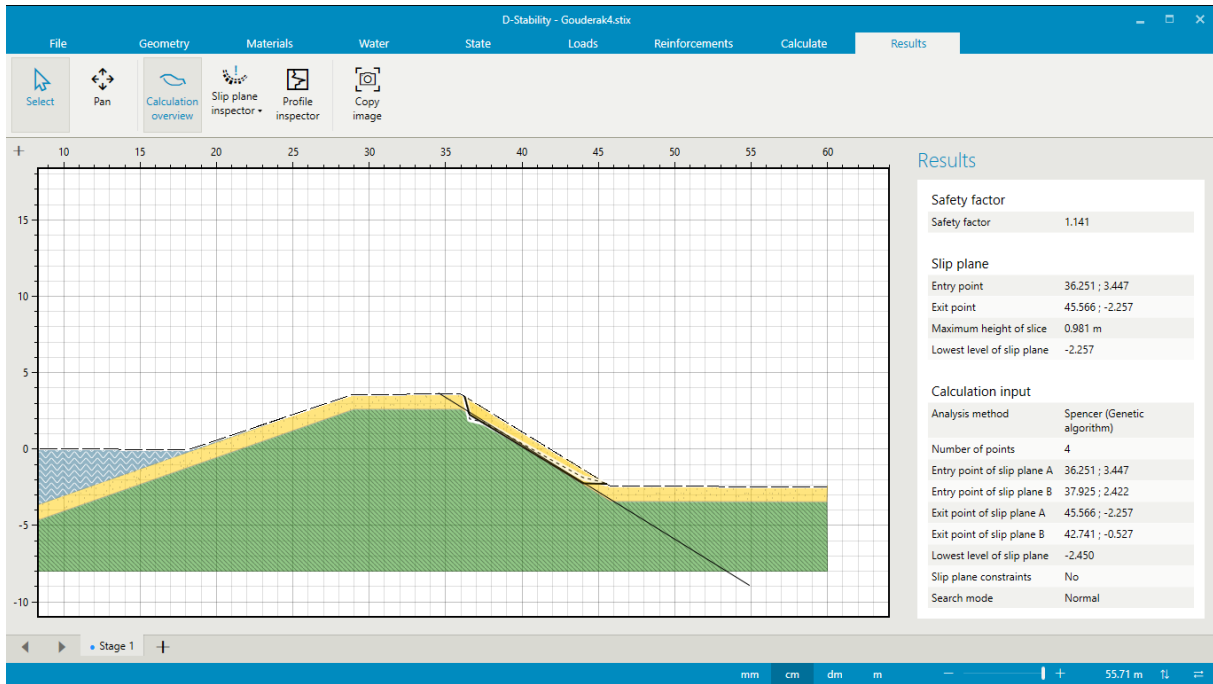 D-Stability - Gouderak4.stix
File Geometry Materials Water State Loads Reinforcements Calculate Results
Select Pan Calculation overview Slip plane inspector Profile inspector Copy image
10 15 20 25 30 35 40 45 50 55 60
15
10
5
0
-5
-10
Results
Safety factor
Safety factor 1.141
Slip plane
Entry point 36.251 ; 3.447
Exit point 45.566 ; -2.257
Maximum height of slice 0.981 m
Lowest level of slip plane -2.257
Calculation input
Analysis method Spencer (Genetic
algorithm)
Number of points 4
Entry point of slip plane A 36.251 ; 3.447
Entry point of slip plane B 37.925 ; 2.422
Exit point of slip plane A 45.566 ; -2.257
Exit point of slip plane B 42.741 ; -0.527
Lowest level of slip plane -2.450
Slip plane constraints No
Search mode Normal
Stage 1
mm cm dm m 55.71 m